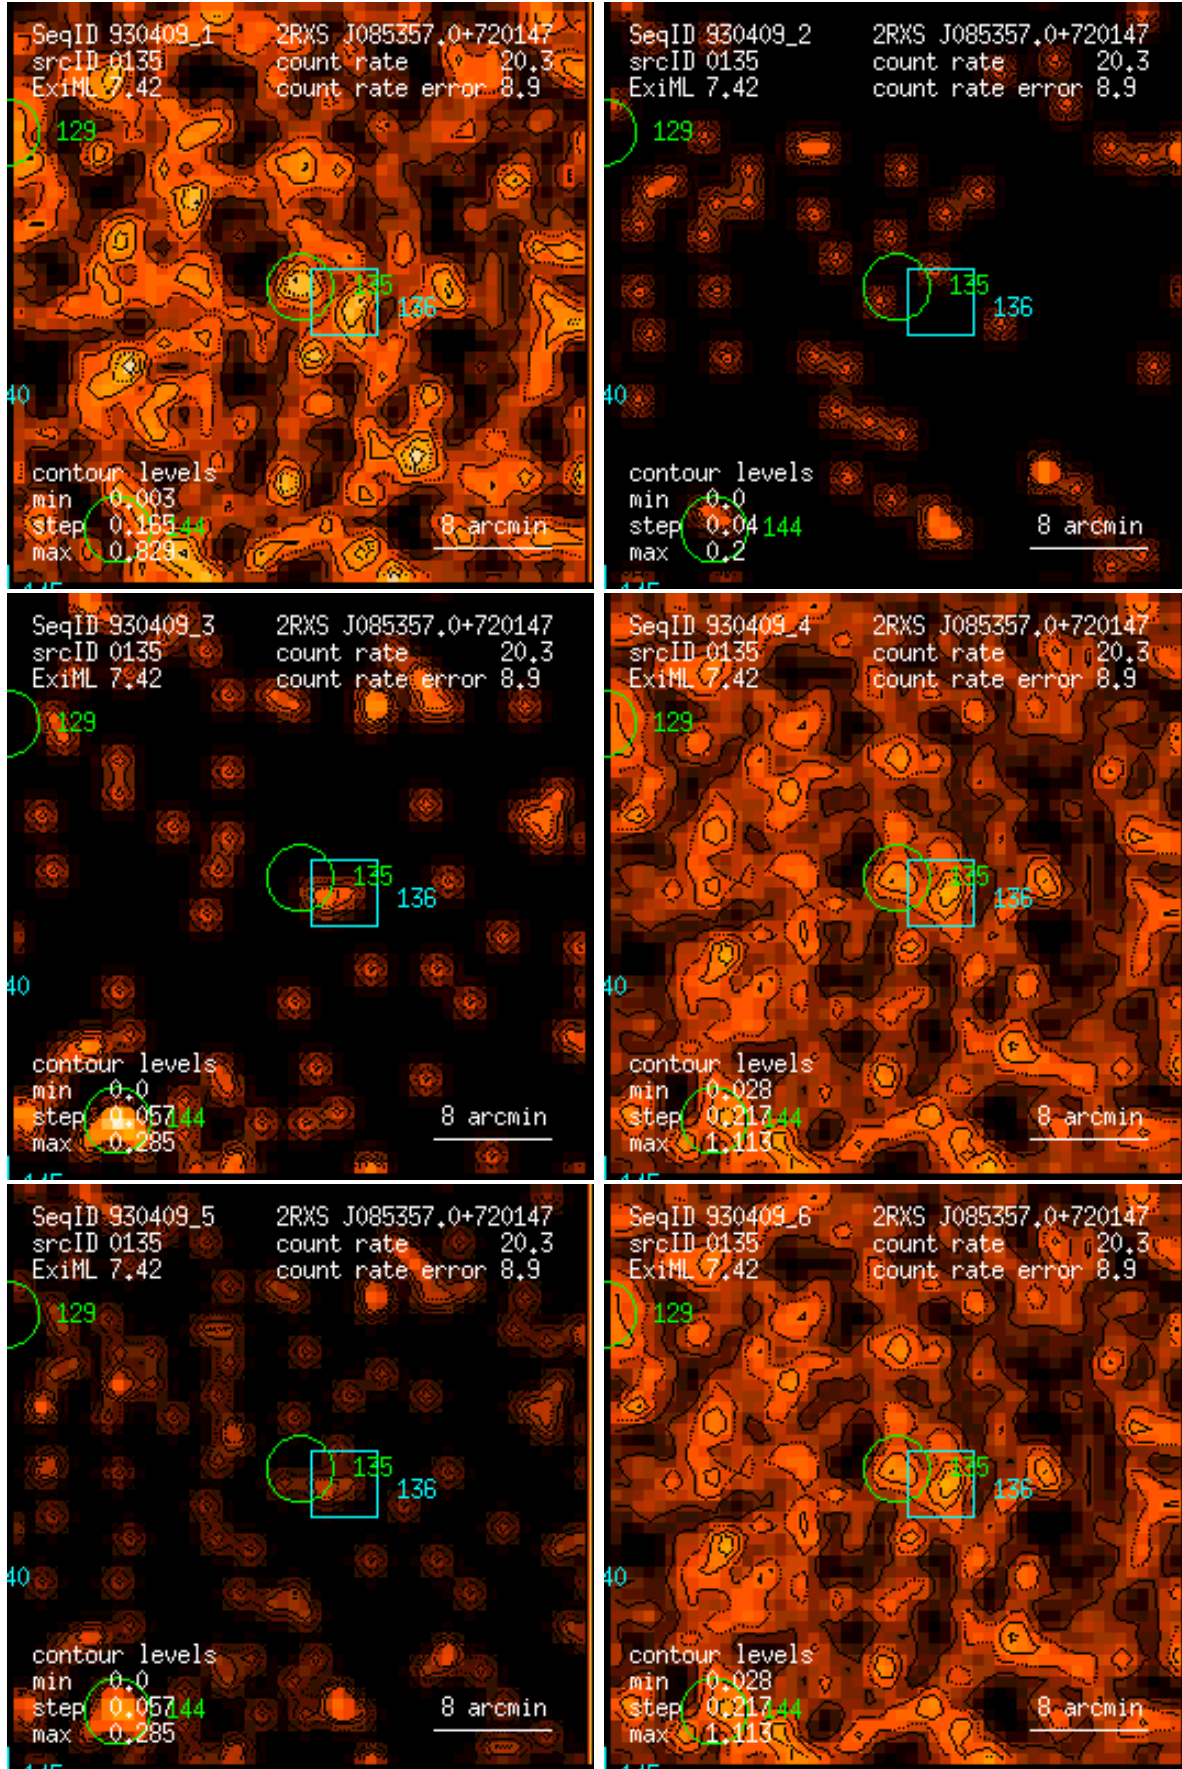 SeqID 930409_1 2RXS J085357.0+720147
srcID 0135 count rate 20.3
ExiML 7.42 count rate error 8.9
129
135
136
40
contour levels
min 0.003
step 0.165 144
max 0.829
8 arcmin
145
SeqID 930409_2 2RXS J085357.0+720147
srcID 0135 count rate 20.3
ExiML 7.42 count rate error 8.9
129
135
136
40
contour levels
min 0.0
step 0.04 144
max 0.2
8 arcmin
145
SeqID 930409_3 2RXS J085357.0+720147
srcID 0135 count rate 20.3
ExiML 7.42 count rate error 8.9
129
135
136
40
contour levels
min 0.0
step 0.057 144
max 0.285
8 arcmin
145
SeqID 930409_4 2RXS J085357.0+720147
srcID 0135 count rate 20.3
ExiML 7.42 count rate error 8.9
129
135
136
40
contour levels
min 0.028
step 0.217 144
max 1.113
8 arcmin
145
SeqID 930409_5 2RXS J085357.0+720147
srcID 0135 count rate 20.3
ExiML 7.42 count rate error 8.9
129
135
136
40
contour levels
min 0.0
step 0.057 144
max 0.285
8 arcmin
145
SeqID 930409_6 2RXS J085357.0+720147
srcID 0135 count rate 20.3
ExiML 7.42 count rate error 8.9
129
135
136
40
contour levels
min 0.028
step 0.217 144
max 1.113
8 arcmin
145